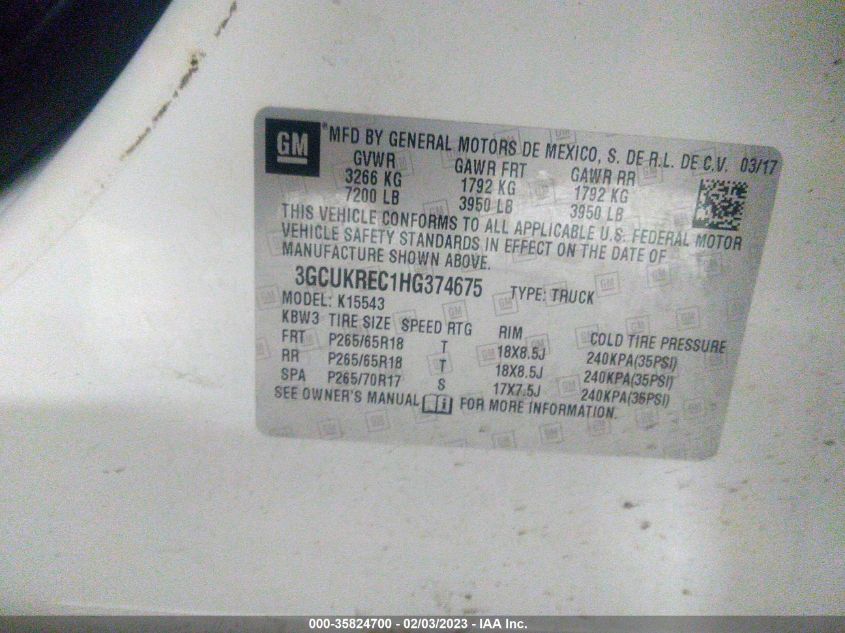 GM ® MFD BY GENERAL MOTORS DE MEXICO, S. DE R.L. DE C.V. 03/17
GVWR GAWR FRT GAWR RR
3266 KG 1792 KG 1792 KG
7200 LB 3950 LB 3950 LB
THIS VEHICLE CONFORMS TO ALL APPLICABLE U.S. FEDERAL MOTOR
VEHICLE SAFETY STANDARDS IN EFFECT ON THE DATE OF
MANUFACTURE SHOWN ABOVE.
3GCUKREC1HG374675 TYPE: TRUCK
MODEL: K15543
KBW3 TIRE SIZE SPEED RTG RIM COLD TIRE PRESSURE
FRT P265/65R18 T 18X8.5J 240KPA(35PSI)
RR P265/65R18 T 18X8.5J 240KPA(35PSI)
SPA P265/70R17 S 17X7.5J 240KPA(35PSI)
SEE OWNER'S MANUAL i FOR MORE INFORMATION.
000-35824700 - 02/03/2023 - IAA Inc.